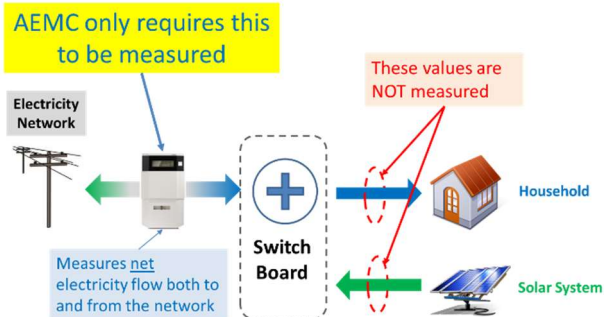 AEMC only requires this
to be measured
These values are
NOT measured
Electricity
Network
Household
Switch
Board
Measures net
electricity flow both to
and from the network
Solar System